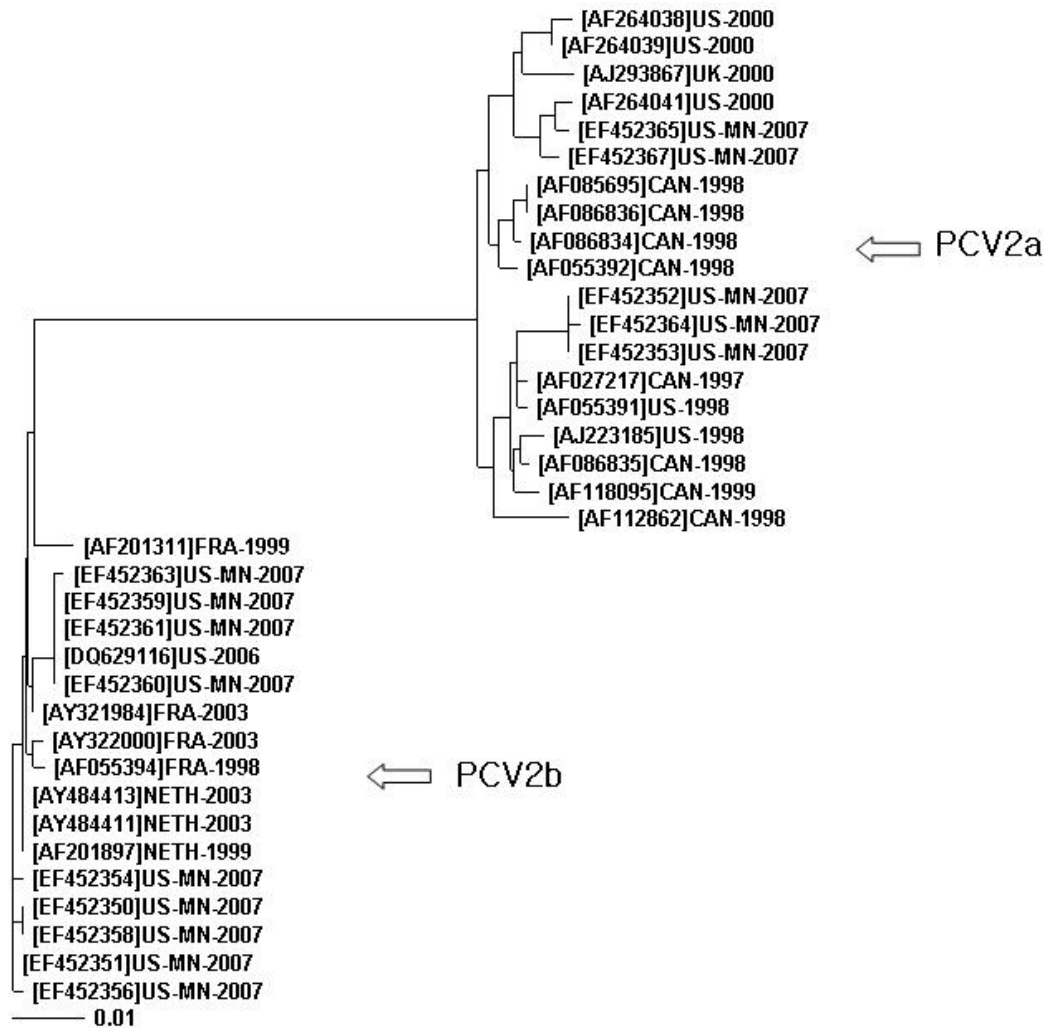 [AF264038]US-2000
[AF264039]US-2000
[AJ293867]UK-2000
[AF264041]US-2000
[EF452365]US-MN-2007
[EF452367]US-MN-2007
[AF085695]CAN-1998
[AF086836]CAN-1998
[AF086834]CAN-1998
[AF055392]CAN-1998
PCV2a
[EF452352]US-MN-2007
[EF452364]US-MN-2007
[EF452353]US-MN-2007
[AF027217]CAN-1997
[AF055391]US-1998
[AJ223185]US-1998
[AF086835]CAN-1998
[AF118095]CAN-1999
[AF112862]CAN-1998
[AF201311]FRA-1999
[EF452363]US-MN-2007
[EF452359]US-MN-2007
[EF452361]US-MN-2007
[DQ629116]US-2006
[EF452360]US-MN-2007
[AY321984]FRA-2003
[AY322000]FRA-2003
[AF055394]FRA-1998
PCV2b
[AY484413]NETH-2003
[AY484411]NETH-2003
[AF201897]NETH-1999
[EF452354]US-MN-2007
[EF452350]US-MN-2007
[EF452358]US-MN-2007
[EF452351]US-MN-2007
[EF452356]US-MN-2007
0.01